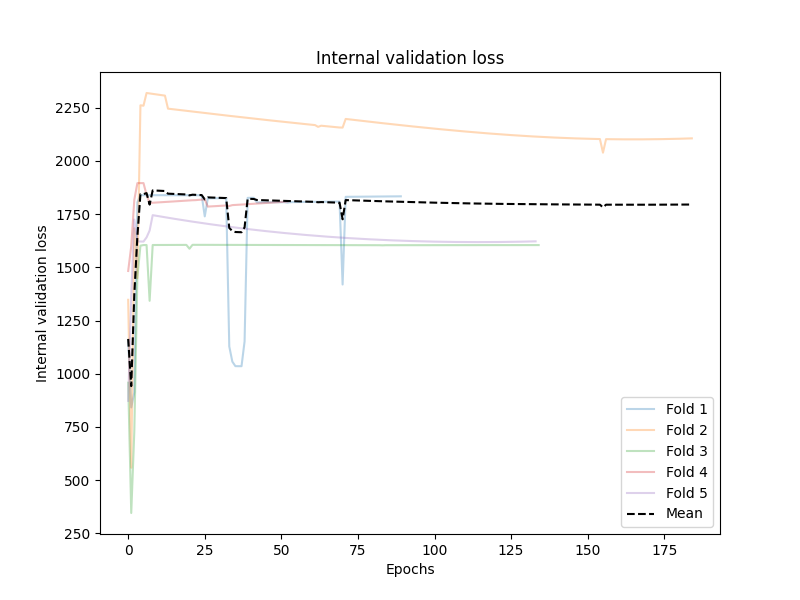 Internal validation loss
Internal validation loss
2250
2000
1750
1500
1250
1000
750
500
250
0
25
50
75
100
125
150
175
Epochs
Fold 1
Fold 2
Fold 3
Fold 4
Fold 5
Mean